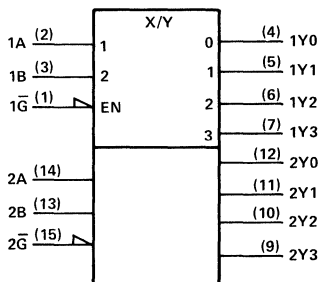 X/Y
1A (2) 1 0 (4) 1Y0
1B (3) 2 1 (5) 1Y1
1G̅ (1) EN 2 (6) 1Y2
3 (7) 1Y3
(12) 2Y0
2A (14) (11) 2Y1
2B (13) (10) 2Y2
2G̅ (15) (9) 2Y3